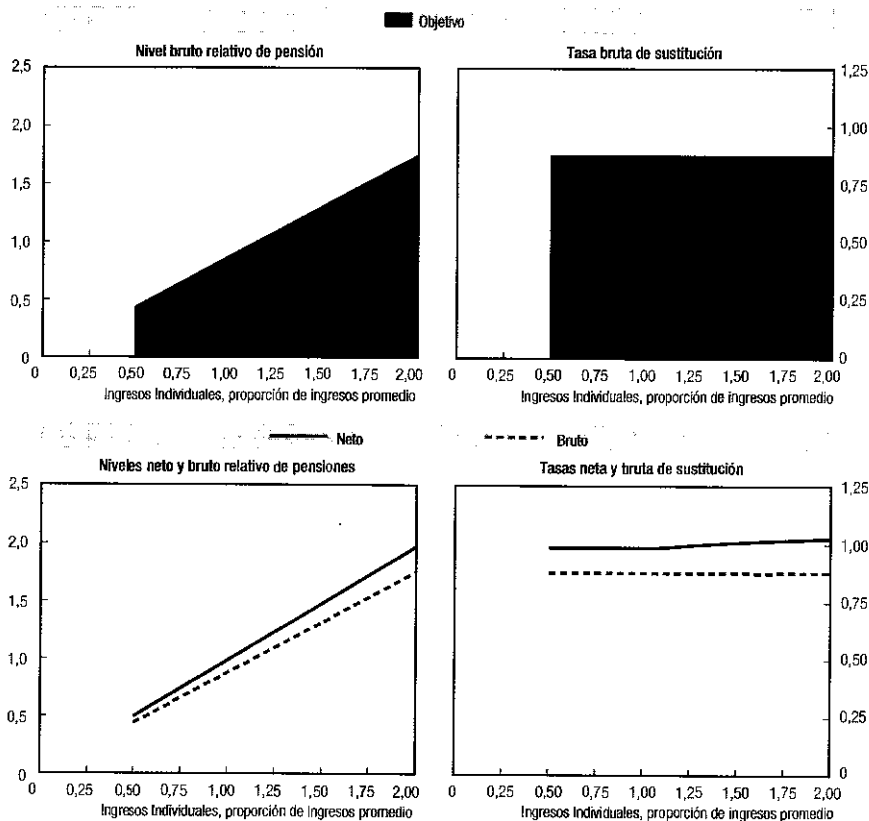 Objetivo
Nivel bruto relativo de pensión
Tasa bruta de sustitución
2,5
2,0
1,5
1,0
0,5
0
0 0,25 0,50 0,75 1,00 1,25 1,50 1,75 2,00
Ingresos Individuales, proporción de ingresos promedio
1,25
1,00
0,75
0,50
0,25
0
0 0,25 0,50 0,75 1,00 1,25 1,50 1,75 2,00
Ingresos Individuales, proporción de ingresos promedio
Neto
Bruto
Niveles neto y bruto relativo de pensiones
Tasas neta y bruta de sustitución
2,5
2,0
1,5
1,0
0,5
0
0 0,25 0,50 0,75 1,00 1,25 1,50 1,75 2,00
Ingresos Individuales, proporción de ingresos promedio
1,25
1,00
0,75
0,50
0,25
0
0 0,25 0,50 0,75 1,00 1,25 1,50 1,75 2,00
Ingresos Individuales, proporción de ingresos promedio